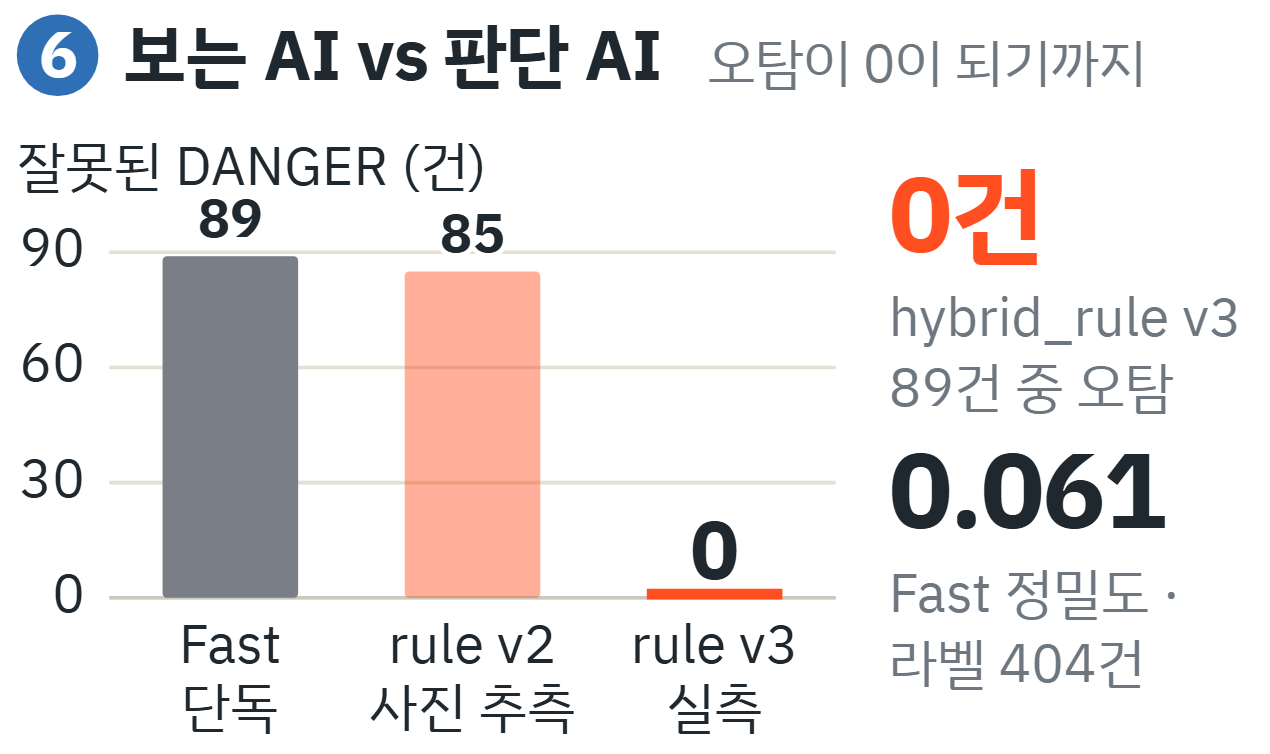 6 보는 AI vs 판단 AI 오탐이 0이 되기까지
잘못된 DANGER (건)
89
85
0
90
60
30
0
Fast
단독
rule v2
사진 추측
rule v3
실측
0건
hybrid_rule v3
89건 중 오탐
0.061
Fast 정밀도 ·
라벨 404건